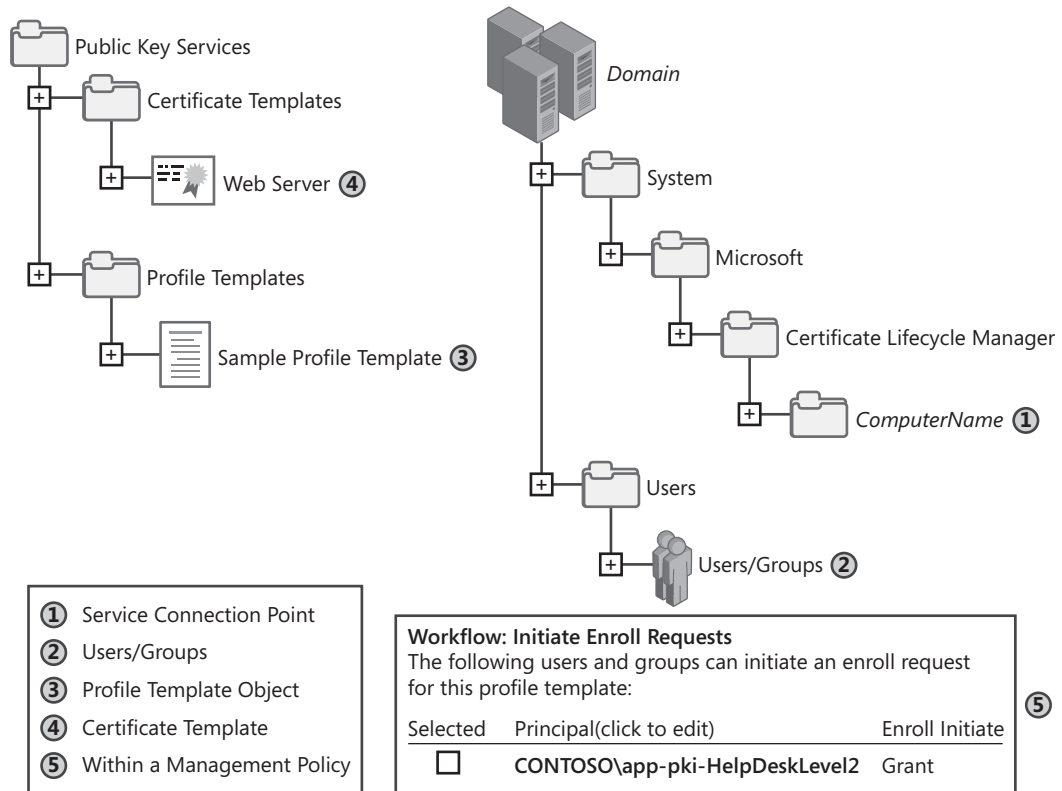 Public Key Services
Certificate Templates
Web Server 4
Profile Templates
Sample Profile Template 3
Domain
System
Microsoft
Certificate Lifecycle Manager
ComputerName 1
Users
Users/Groups 2
1 Service Connection Point
2 Users/Groups
3 Profile Template Object
4 Certificate Template
5 Within a Management Policy
Workflow: Initiate Enroll Requests
The following users and groups can initiate an enroll request
for this profile template:
Selected Principal(click to edit) Enroll Initiate
CONTOSO\app-pki-HelpDeskLevel2 Grant
5